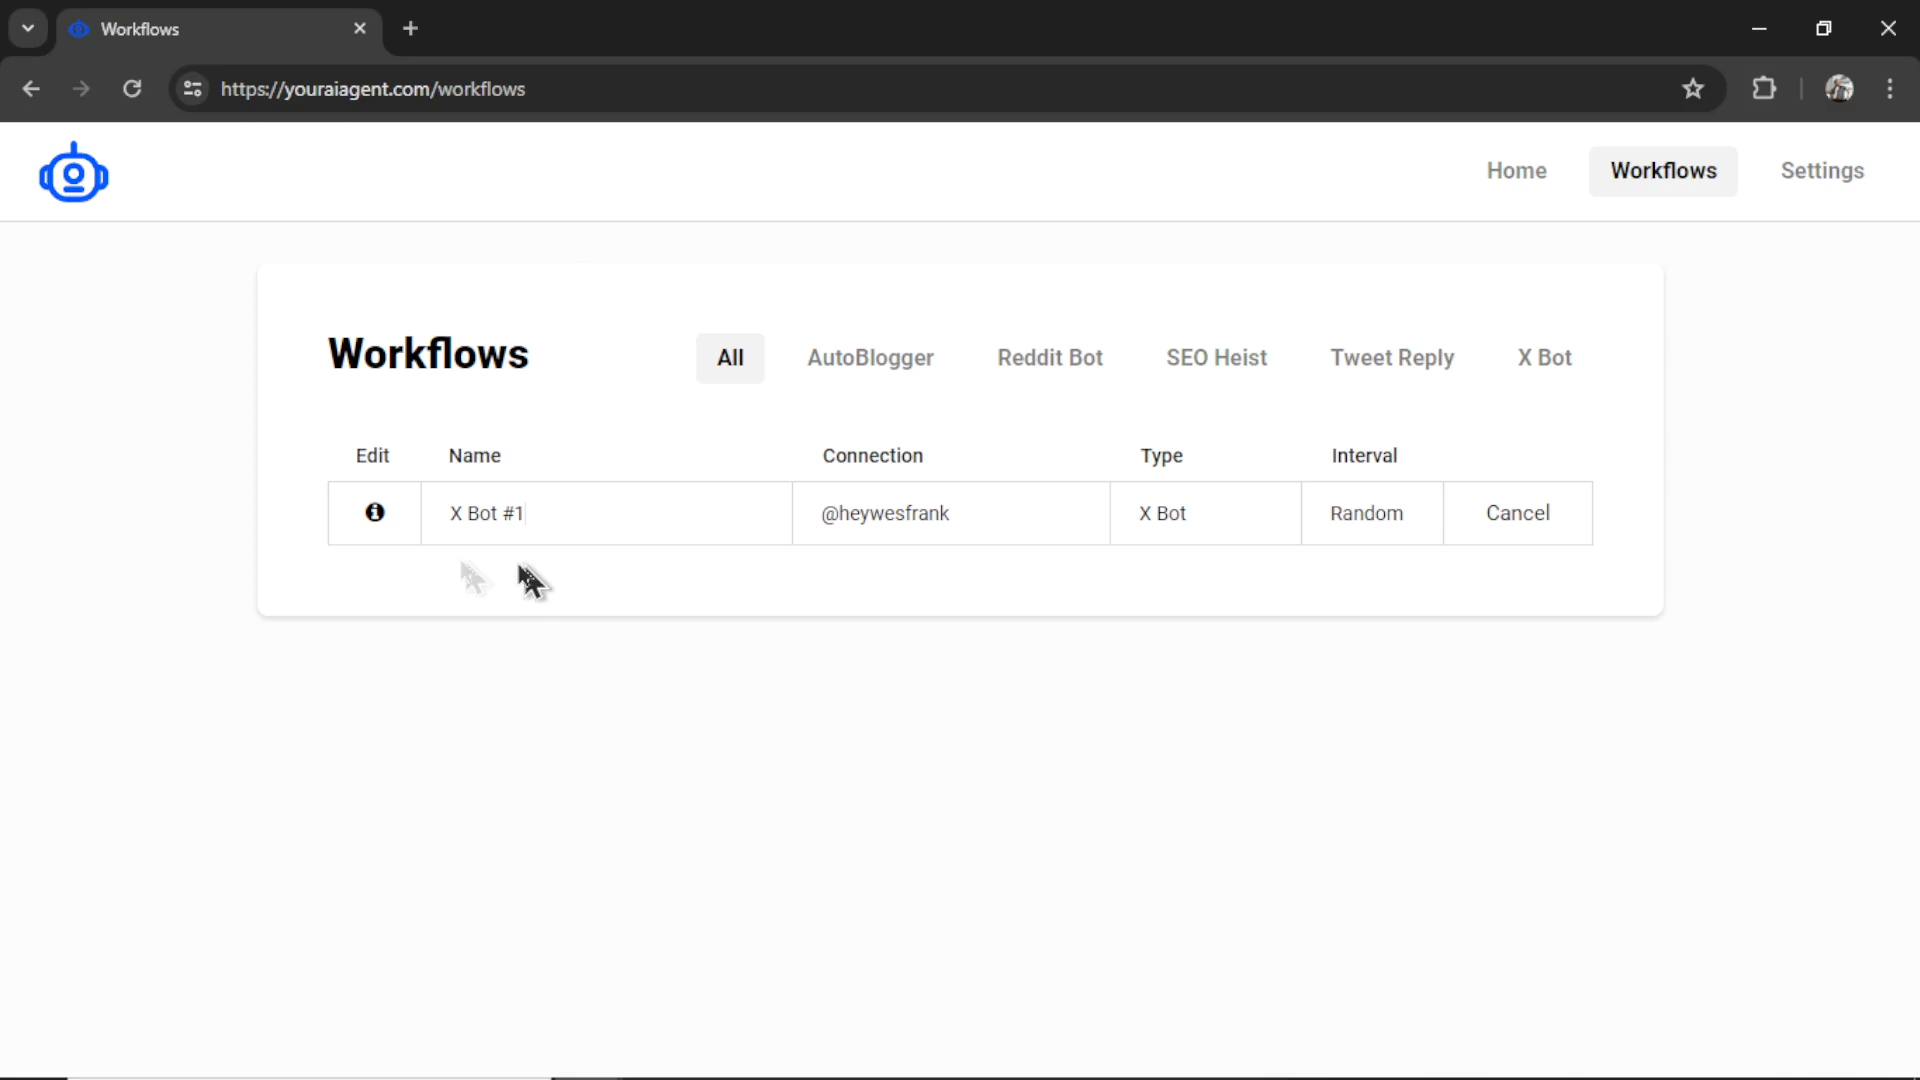 Workflows
https://youraiagent.com/workflows
Home Workflows Settings
Workflows All AutoBlogger Reddit Bot SEO Heist Tweet Reply X Bot
Edit Name Connection Type Interval
X Bot #1 @heywesfrank X Bot Random Cancel